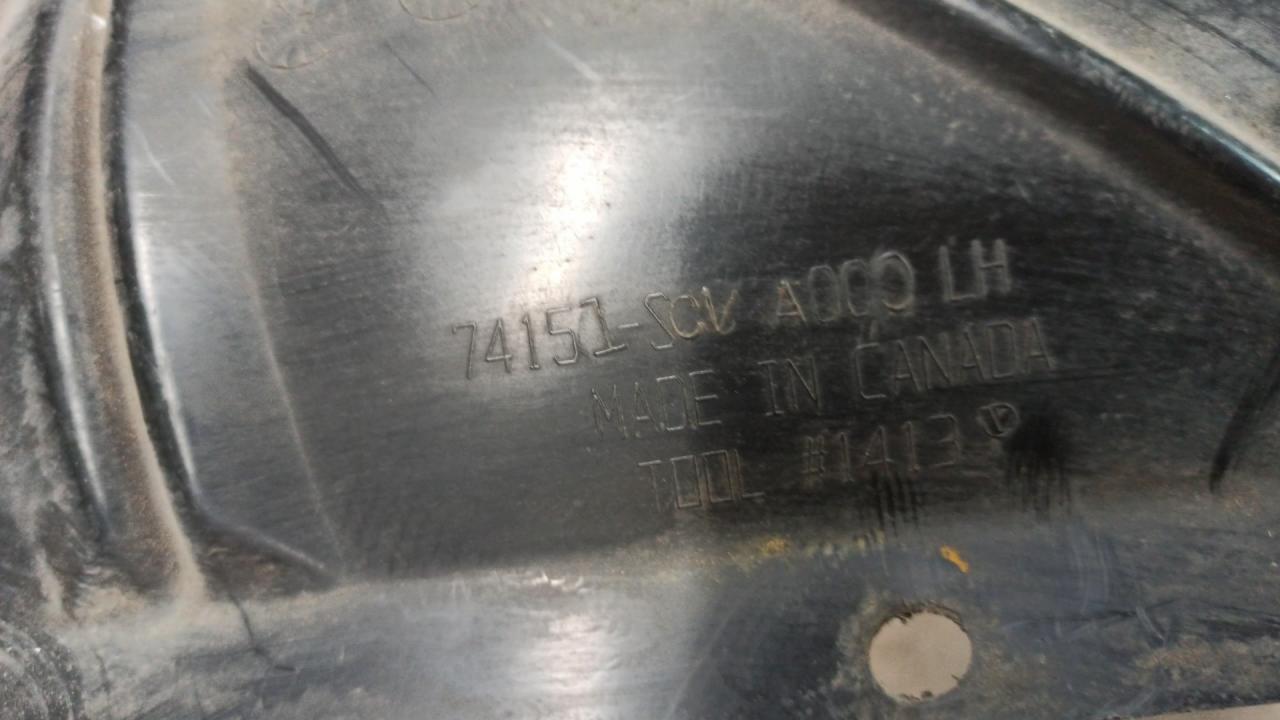 74151-SCV A000 LH
MADE IN CANADA
TOOL #1413